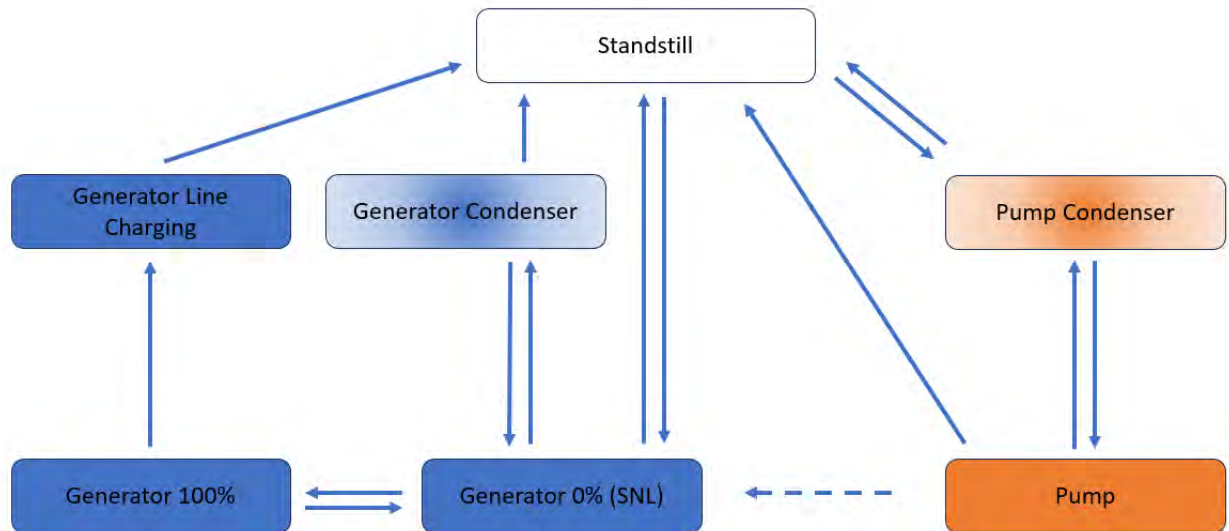 Standstill
Generator Line
Charging
Generator Condenser
Pump Condenser
Generator 100%
Generator 0% (SNL)
Pump